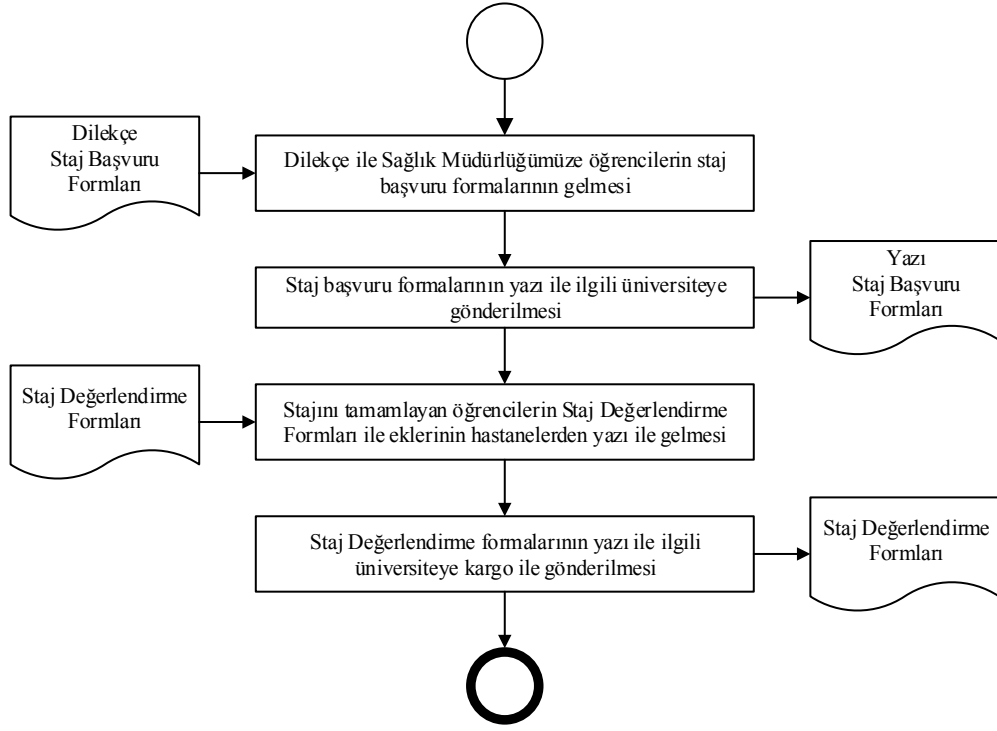 Dilekçe
Staj Başvuru
Formları
Dilekçe ile Sağlık Müdürlüğümüze öğrencilerin staj
başvuru formalarının gelmesi
Staj başvuru formalarının yazı ile ilgili üniversiteye
gönderilmesi
Yazı
Staj Başvuru
Formları
Staj Değerlendirme
Formları
Stajını tamamlayan öğrencilerin Staj Değerlendirme
Formları ile eklerinin hastanelerden yazı ile gelmesi
Staj Değerlendirme formalarının yazı ile ilgili
üniversiteye kargo ile gönderilmesi
Staj Değerlendirme
Formları